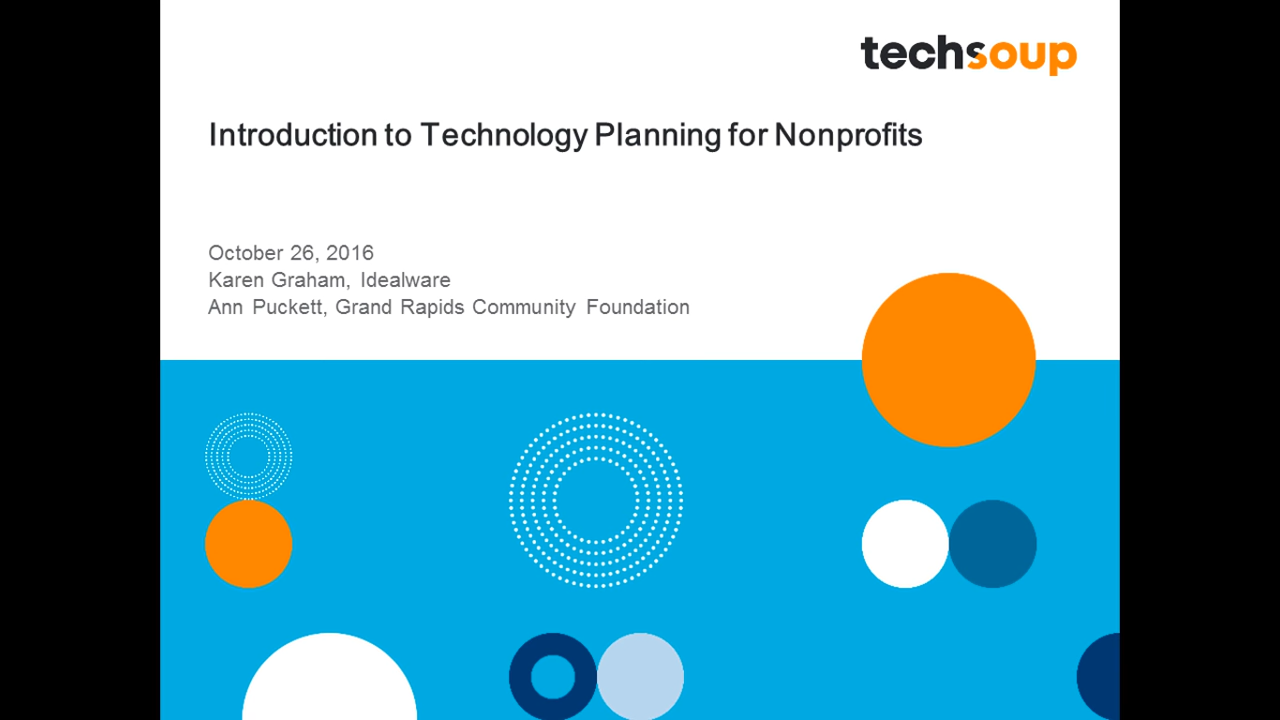 techsoup
Introduction to Technology Planning for Nonprofits
October 26, 2016
Karen Graham, Idealware
Ann Puckett, Grand Rapids Community Foundation